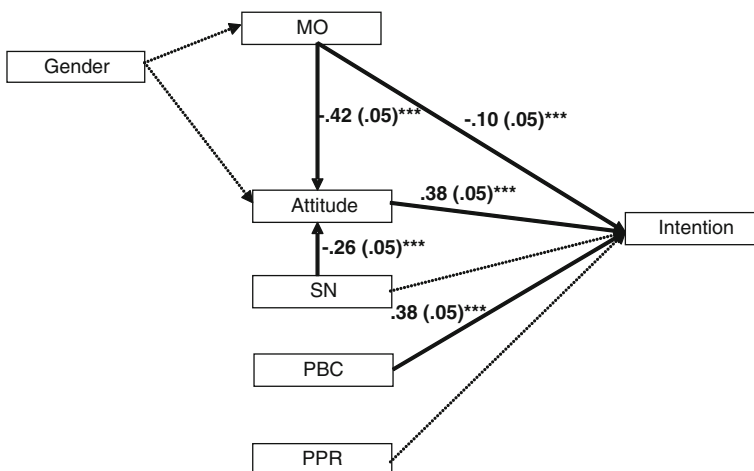 MO
Gender
-.42 (.05)***
-.10 (.05)***
.38 (.05)***
Attitude
Intention
-.26 (.05)***
SN
.38 (.05)***
PBC
PPR